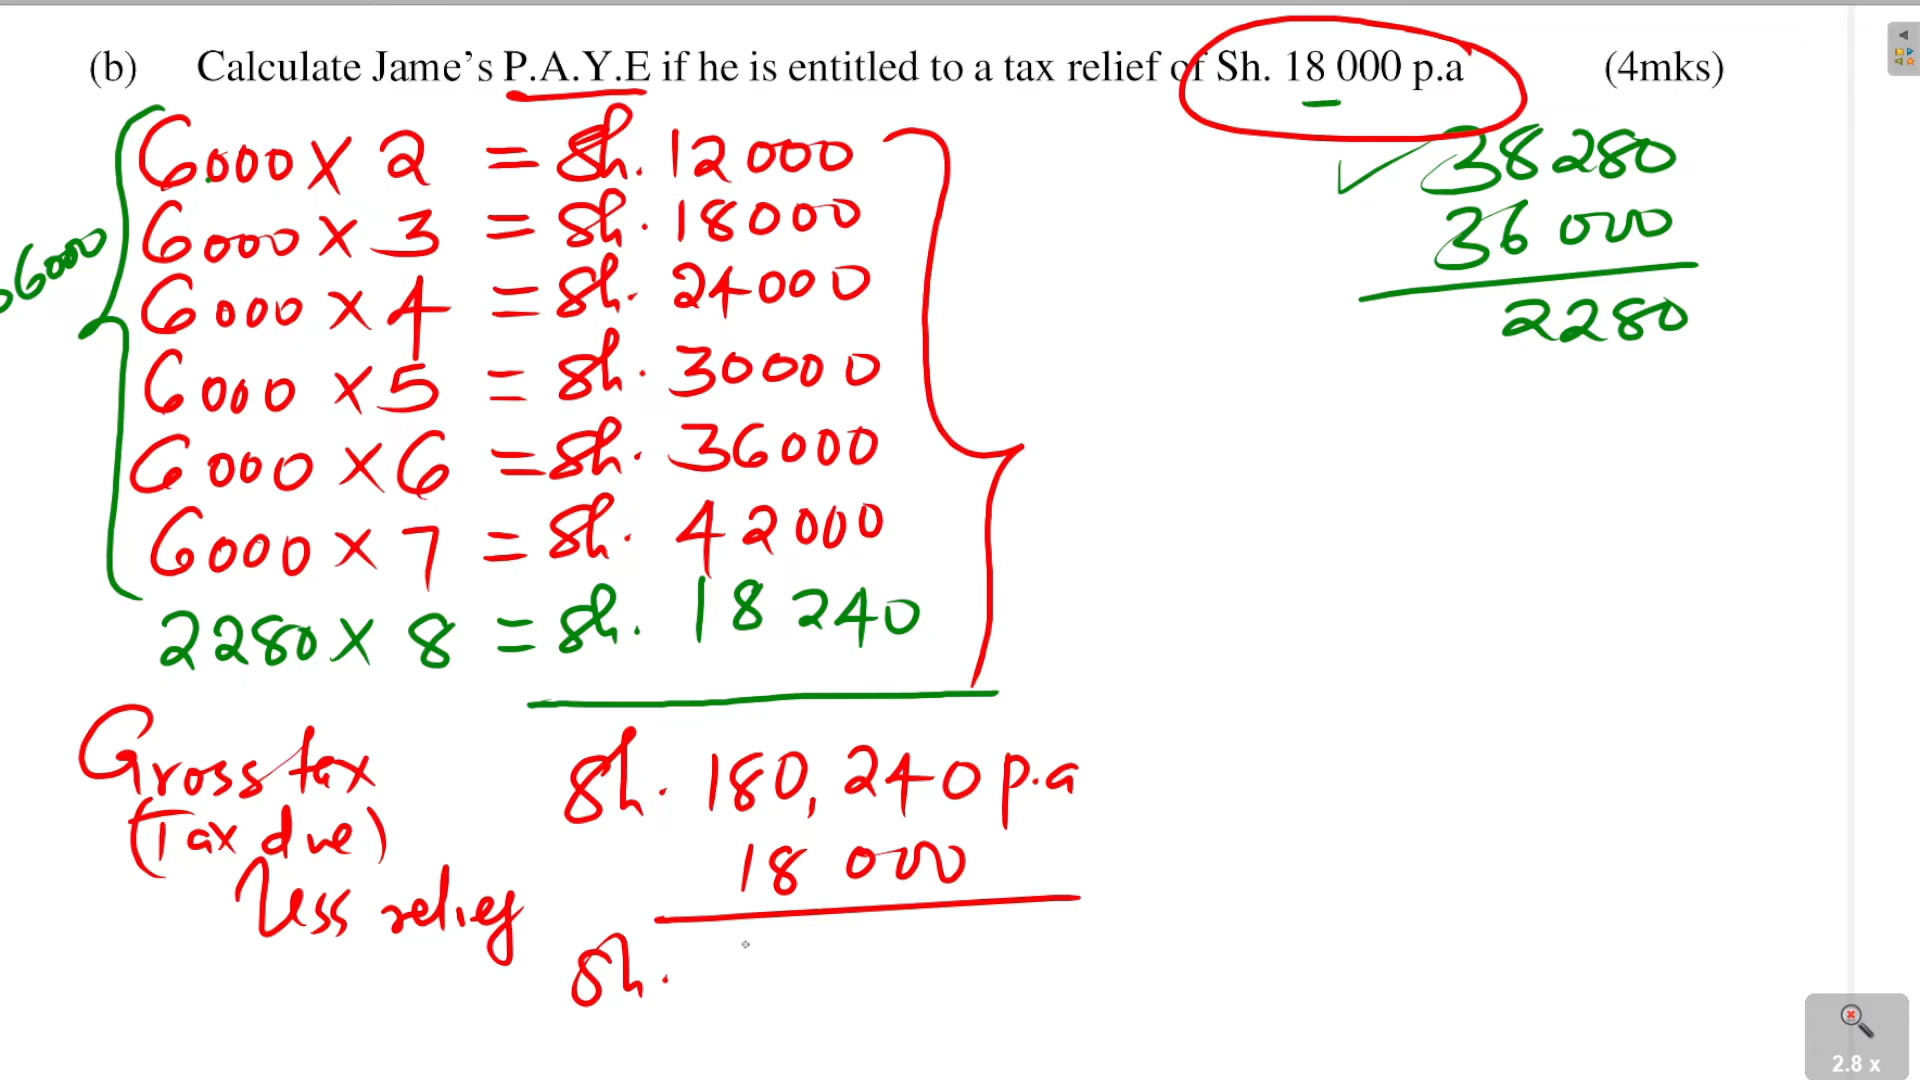 (b) Calculate Jame's P.A.Y.E if he is entitled to a tax relief of Sh. 18 000 p.a (4mks)
6000 × 2 = sh. 12 000
6000 × 3 = sh. 18000
6000 × 4 = sh. 24000
6000 × 5 = sh. 30000
6000 × 6 = sh. 36000
6000 × 7 = sh. 42000
2280 × 8 = sh. 18 240
38 280
36 000
2280
Gross tax sh. 180,240 p.a
(Tax due)
less relief 18 000
sh.
2.8 x